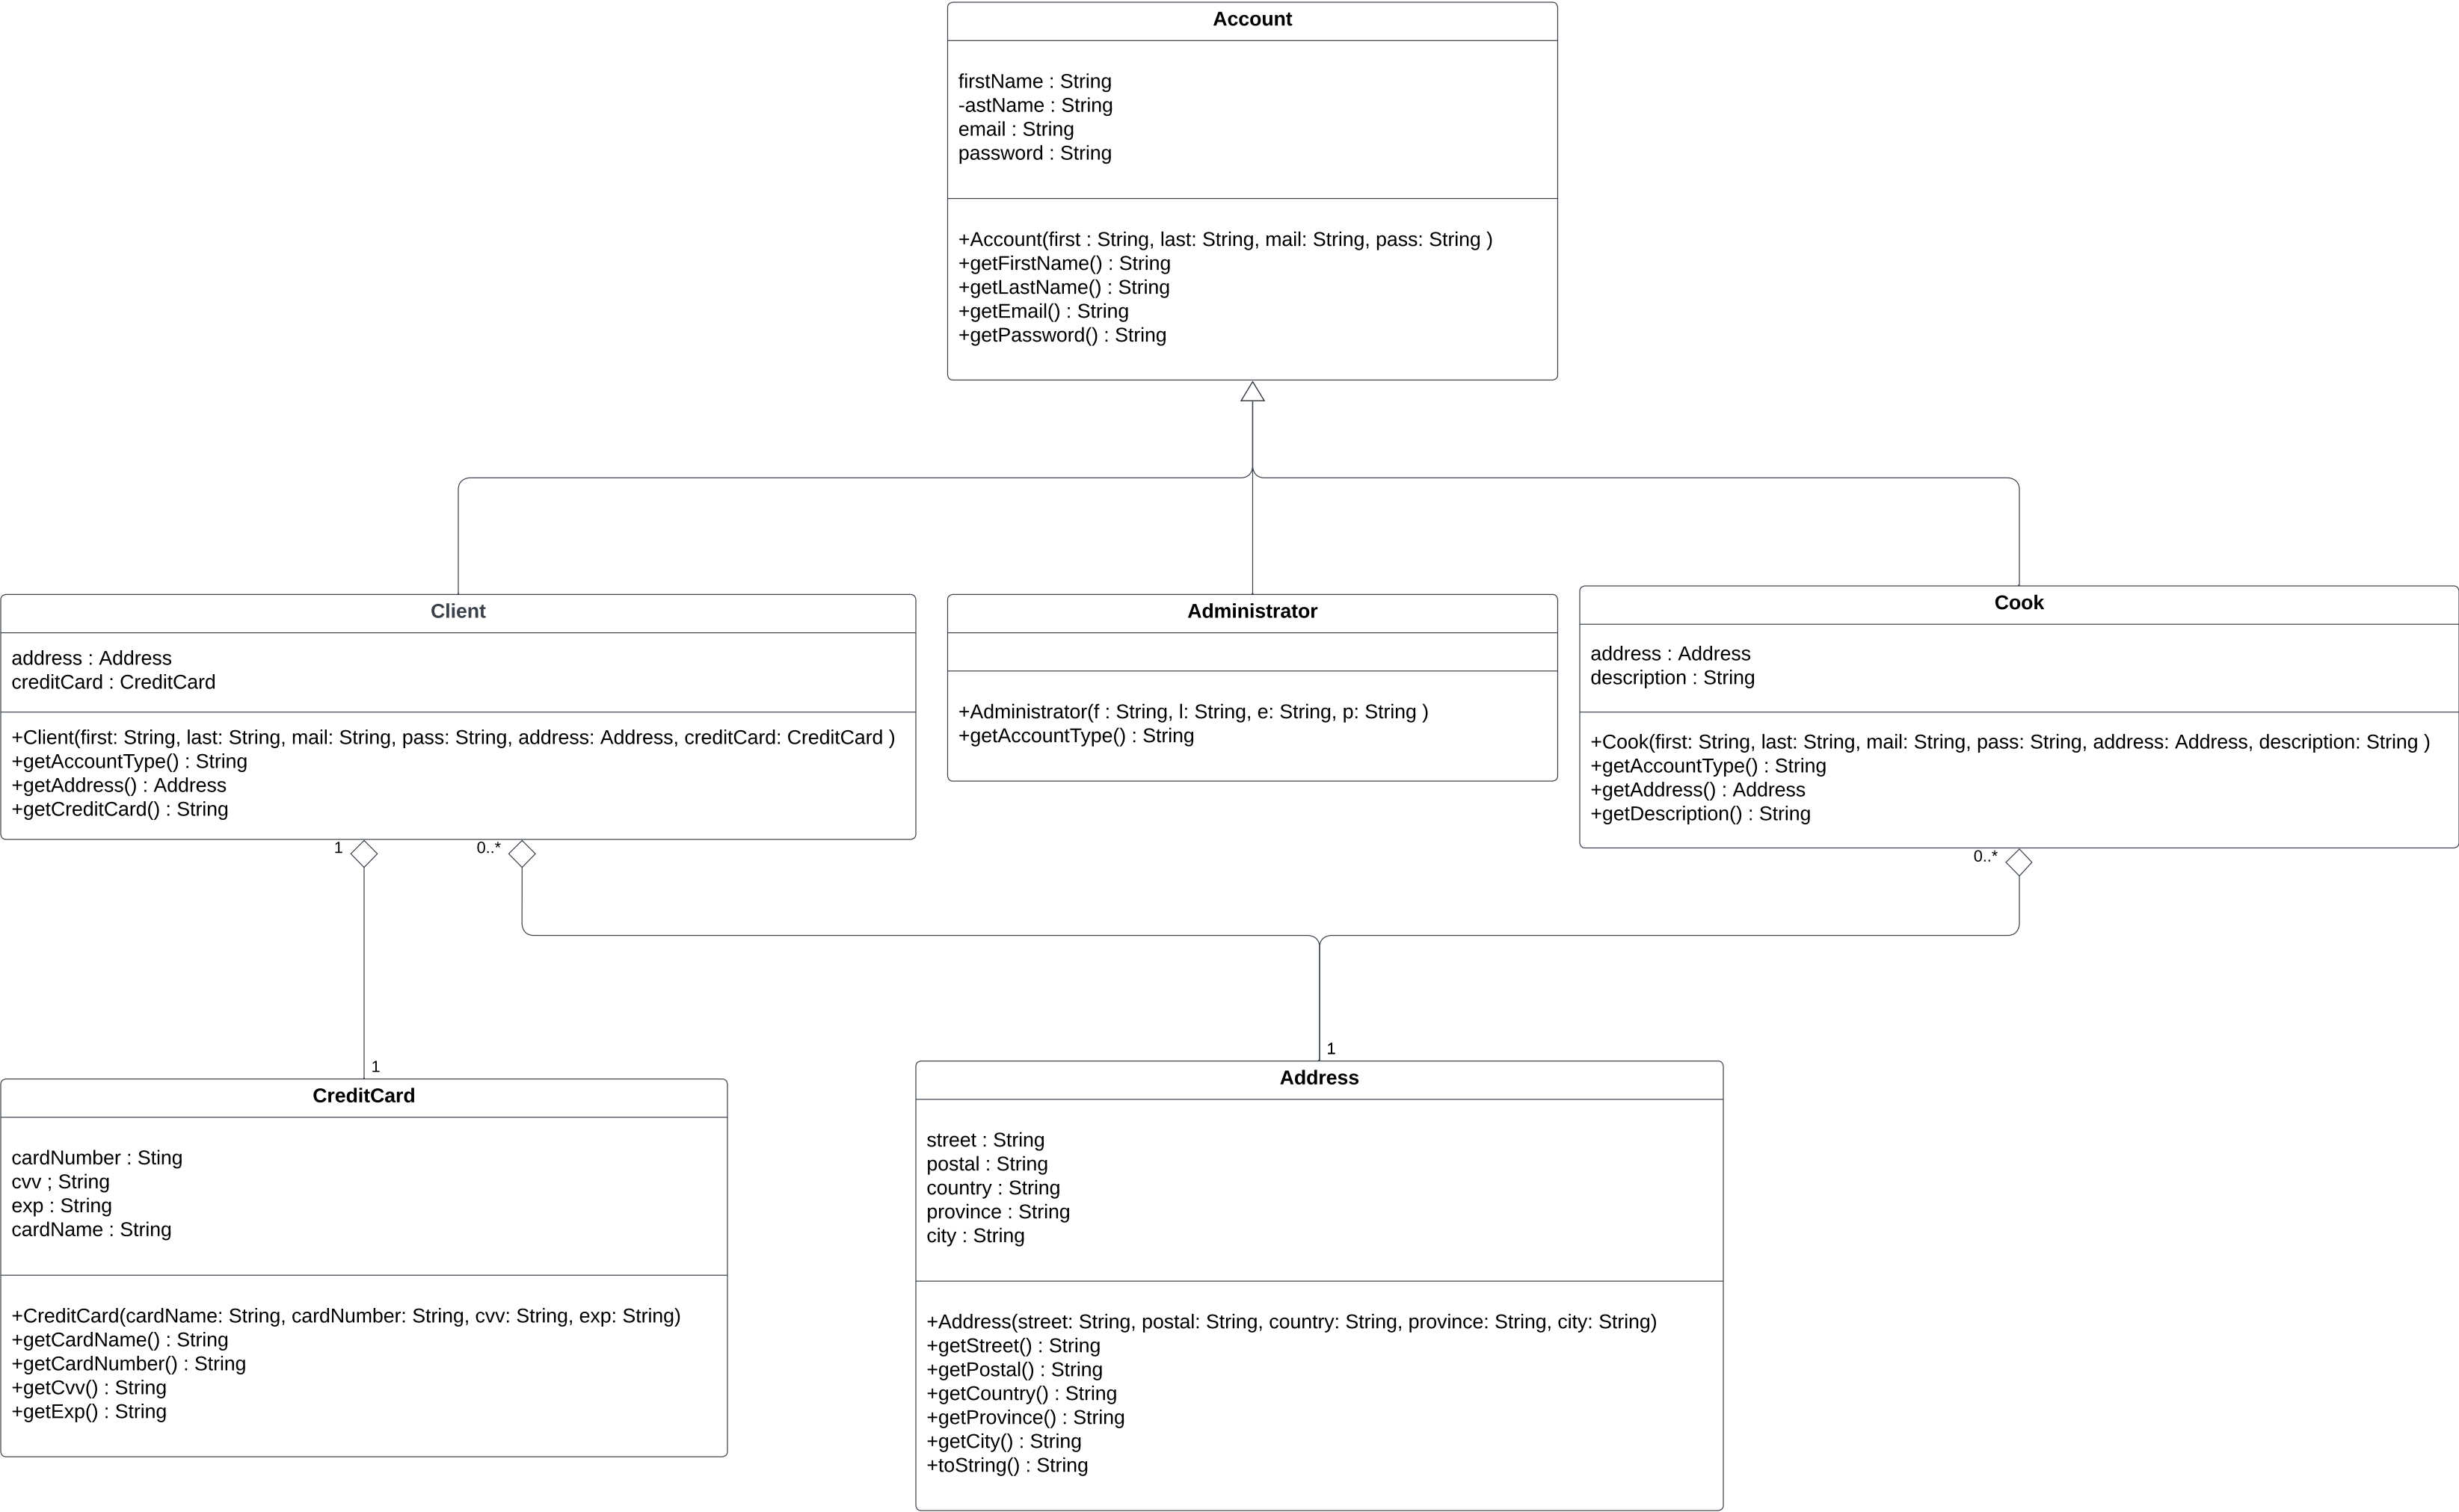 Account
firstName : String
-astName : String
email : String
password : String
+Account(first : String, last: String, mail: String, pass: String )
+getFirstName() : String
+getLastName() : String
+getEmail() : String
+getPassword() : String
Client
address : Address
creditCard : CreditCard
+Client(first: String, last: String, mail: String, pass: String, address: Address, creditCard: CreditCard )
+getAccountType() : String
+getAddress() : Address
+getCreditCard() : String
Administrator
+Administrator(f : String, l: String, e: String, p: String )
+getAccountType() : String
Cook
address : Address
description : String
+Cook(first: String, last: String, mail: String, pass: String, address: Address, description: String )
+getAccountType() : String
+getAddress() : Address
+getDescription() : String
1
0..*
0..*
1
1
CreditCard
cardNumber : Sting
cvv ; String
exp : String
cardName : String
+CreditCard(cardName: String, cardNumber: String, cvv: String, exp: String)
+getCardName() : String
+getCardNumber() : String
+getCvv() : String
+getExp() : String
Address
street : String
postal : String
country : String
province : String
city : String
+Address(street: String, postal: String, country: String, province: String, city: String)
+getStreet() : String
+getPostal() : String
+getCountry() : String
+getProvince() : String
+getCity() : String
+toString() : String